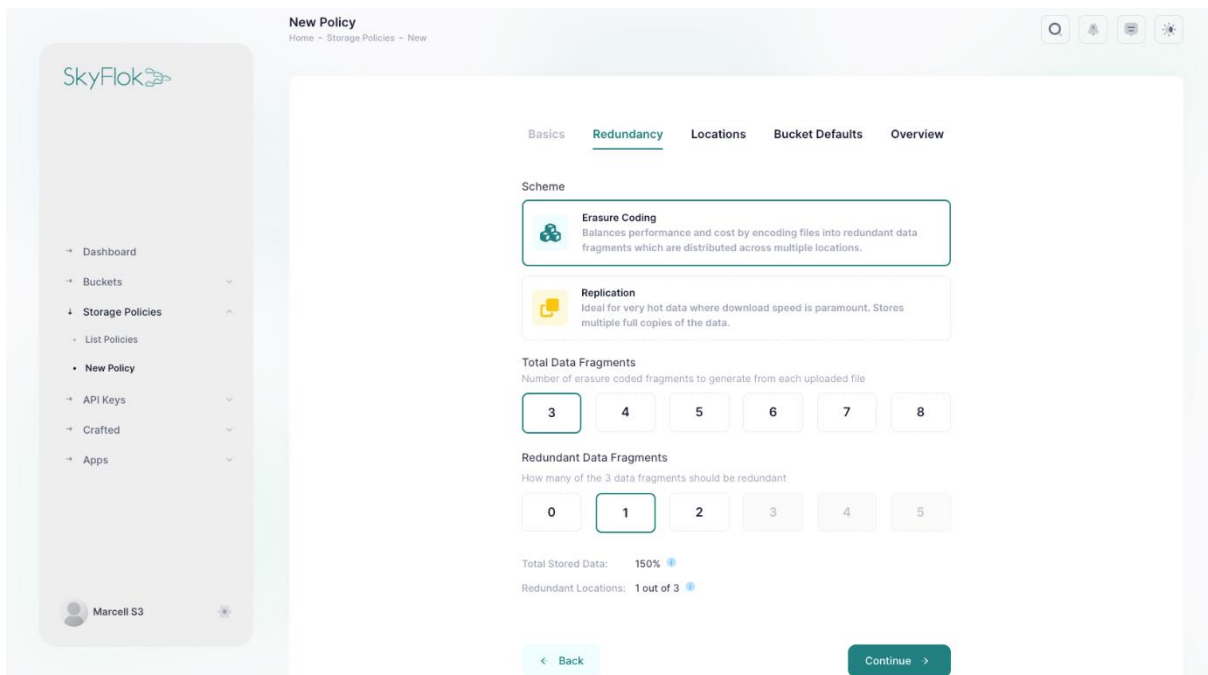 New Policy
Home - Storage Policies - New
SkyFlok
Dashboard
Buckets
Storage Policies
List Policies
New Policy
API Keys
Crafted
Apps
Marcell S3
Basics Redundancy Locations Bucket Defaults Overview
Scheme
Erasure Coding
Balances performance and cost by encoding files into redundant data
fragments which are distributed across multiple locations.
Replication
Ideal for very hot data where download speed is paramount. Stores
multiple full copies of the data.
Total Data Fragments
Number of erasure coded fragments to generate from each uploaded file
3 4 5 6 7 8
Redundant Data Fragments
How many of the 3 data fragments should be redundant
0 1 2 3 4 5
Total Stored Data: 150%
Redundant Locations: 1 out of 3
Back Continue